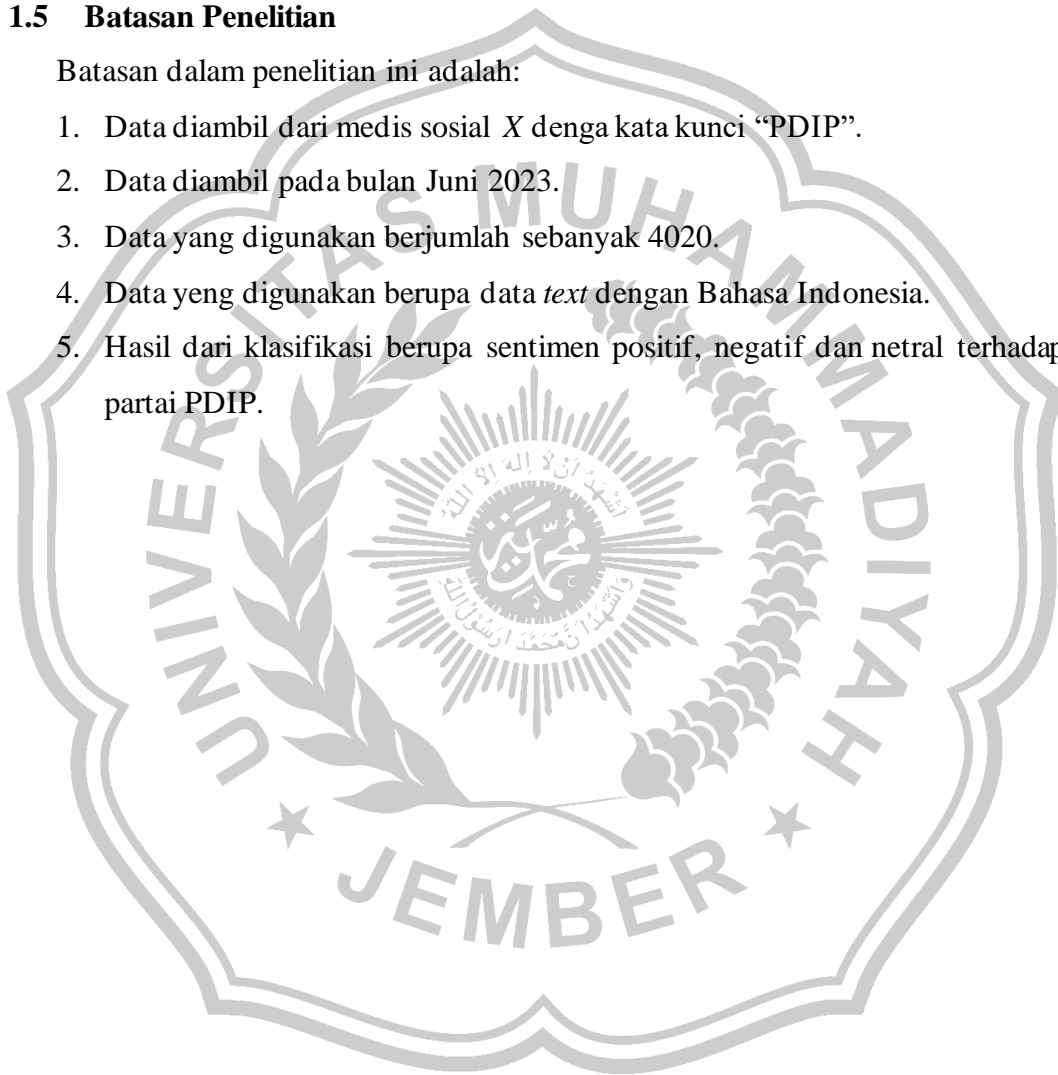 1.5 Batasan Penelitian
Batasan dalam penelitian ini adalah:
1. Data diambil dari medis sosial X denga kata kunci “PDIP”.
2. Data diambil pada bulan Juni 2023.
3. Data yang digunakan berjumlah sebanyak 4020.
4. Data yeng digunakan berupa data text dengan Bahasa Indonesia.
5. Hasil dari klasifikasi berupa sentimen positif, negatif dan netral terhadap
partai PDIP.
UNIVERSITAS MUHAMMADIYAH
JEMBER